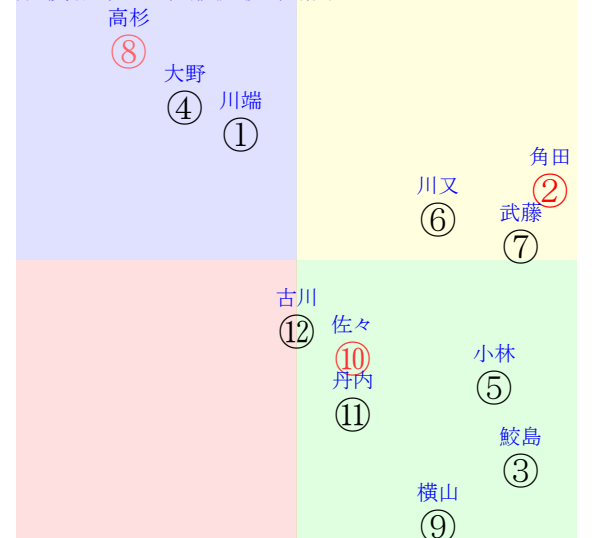 高杉
⑧
大野
④
川端
①
角田
②
川又
⑥
武藤
⑦
古川
⑫
佐々
⑩
丹内
⑪
小林
⑤
鮫島
③
横山
⑨